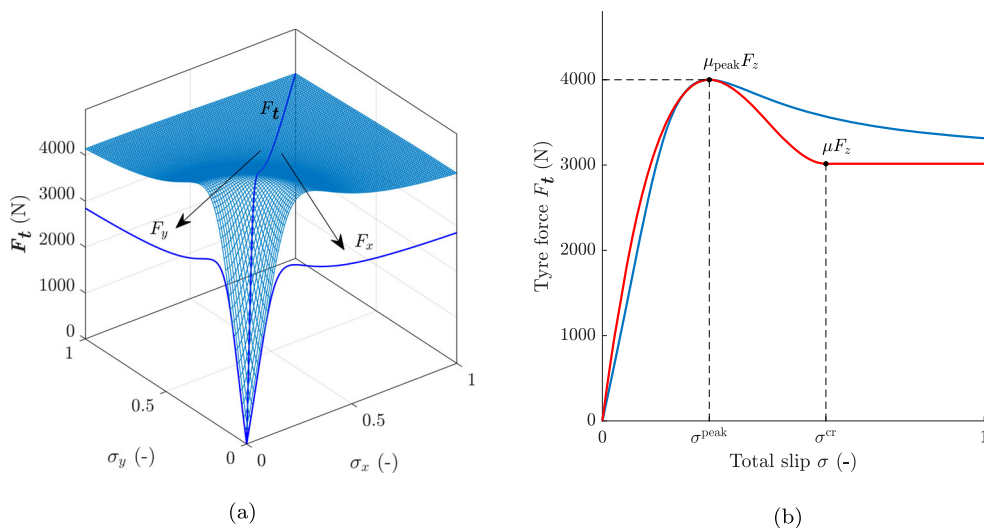 4000
3000
2000
1000
0
F_t (N)
F_t
F_y
F_x
1
0.5
0
0
0.5
1
σ_y (-)
σ_x (-)
(a)
4000
3000
2000
1000
0
Tyre force F_t (N)
μ_peak F_z
μF_z
0
σ^peak
σ^cr
1
Total slip σ (-)
(b)